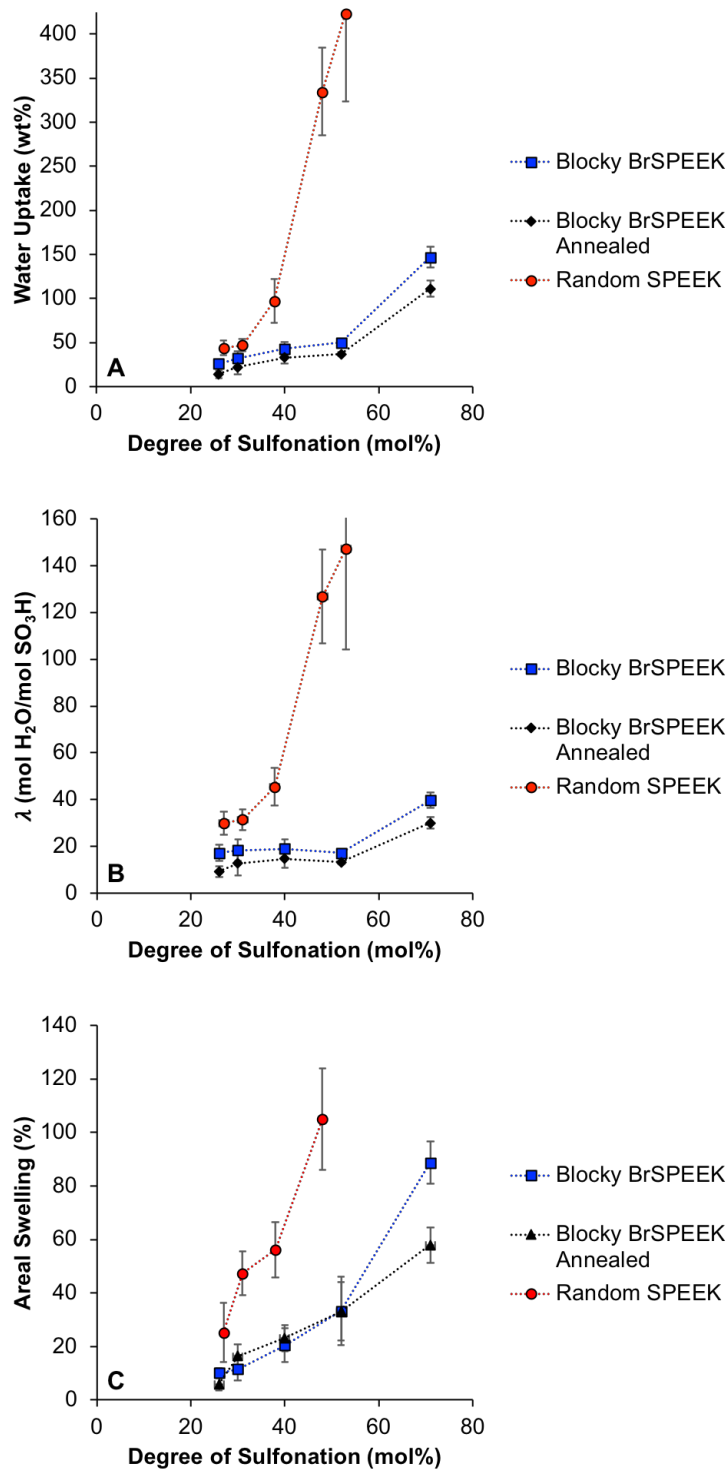 400
350
300
250
200
150
100
50
0
Water Uptake (wt%)
A
0 20 40 60 80
Degree of Sulfonation (mol%)
Blocky BrSPEEK
Blocky BrSPEEK
Annealed
Random SPEEK
160
140
120
100
80
60
40
20
0
λ (mol H₂O/mol SO₃H)
B
0 20 40 60 80
Degree of Sulfonation (mol%)
Blocky BrSPEEK
Blocky BrSPEEK
Annealed
Random SPEEK
140
120
100
80
60
40
20
0
Areal Swelling (%)
C
0 20 40 60 80
Degree of Sulfonation (mol%)
Blocky BrSPEEK
Blocky BrSPEEK
Annealed
Random SPEEK